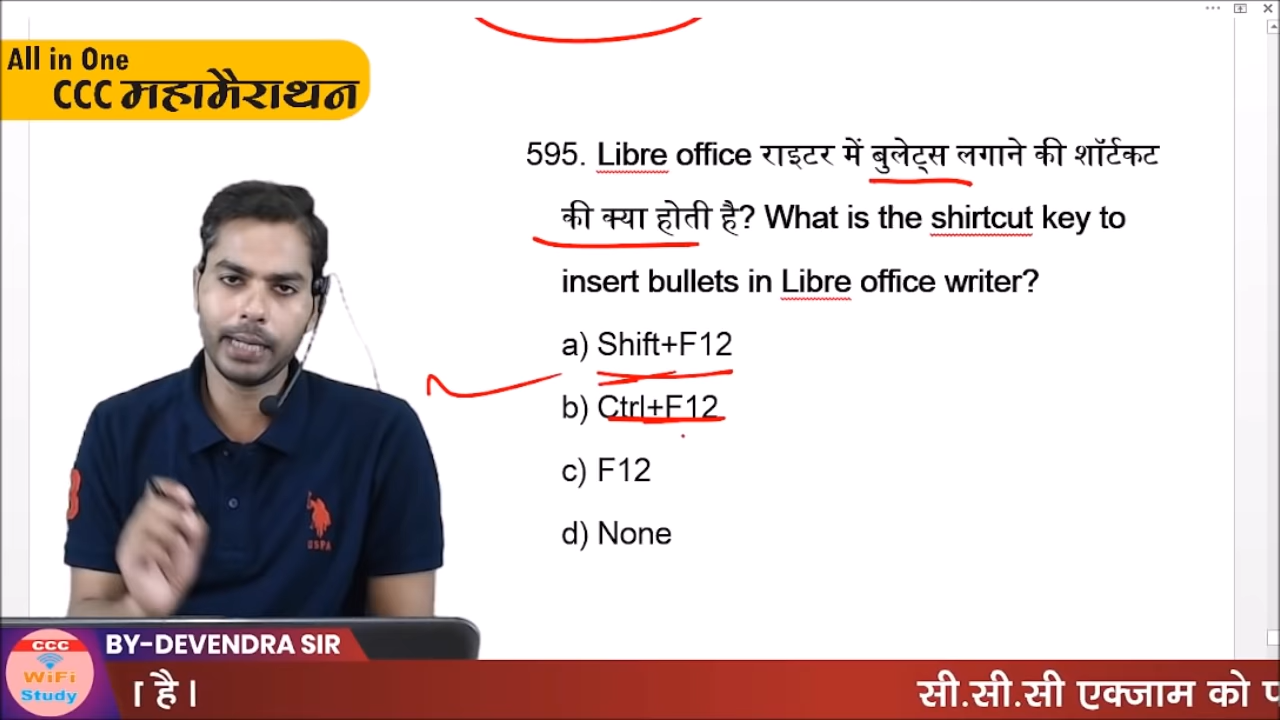 All in One
CCC महामैराथन
595. Libre office राइटर में बुलेट्स लगाने की शॉर्टकट
की क्या होती है? What is the shirtcut key to
insert bullets in Libre office writer?
a) Shift+F12
b) Ctrl+F12
c) F12
d) None
USPA
BY-DEVENDRA SIR
CCC
WiFi
Study
है।
सी.सी.सी एक्जाम को